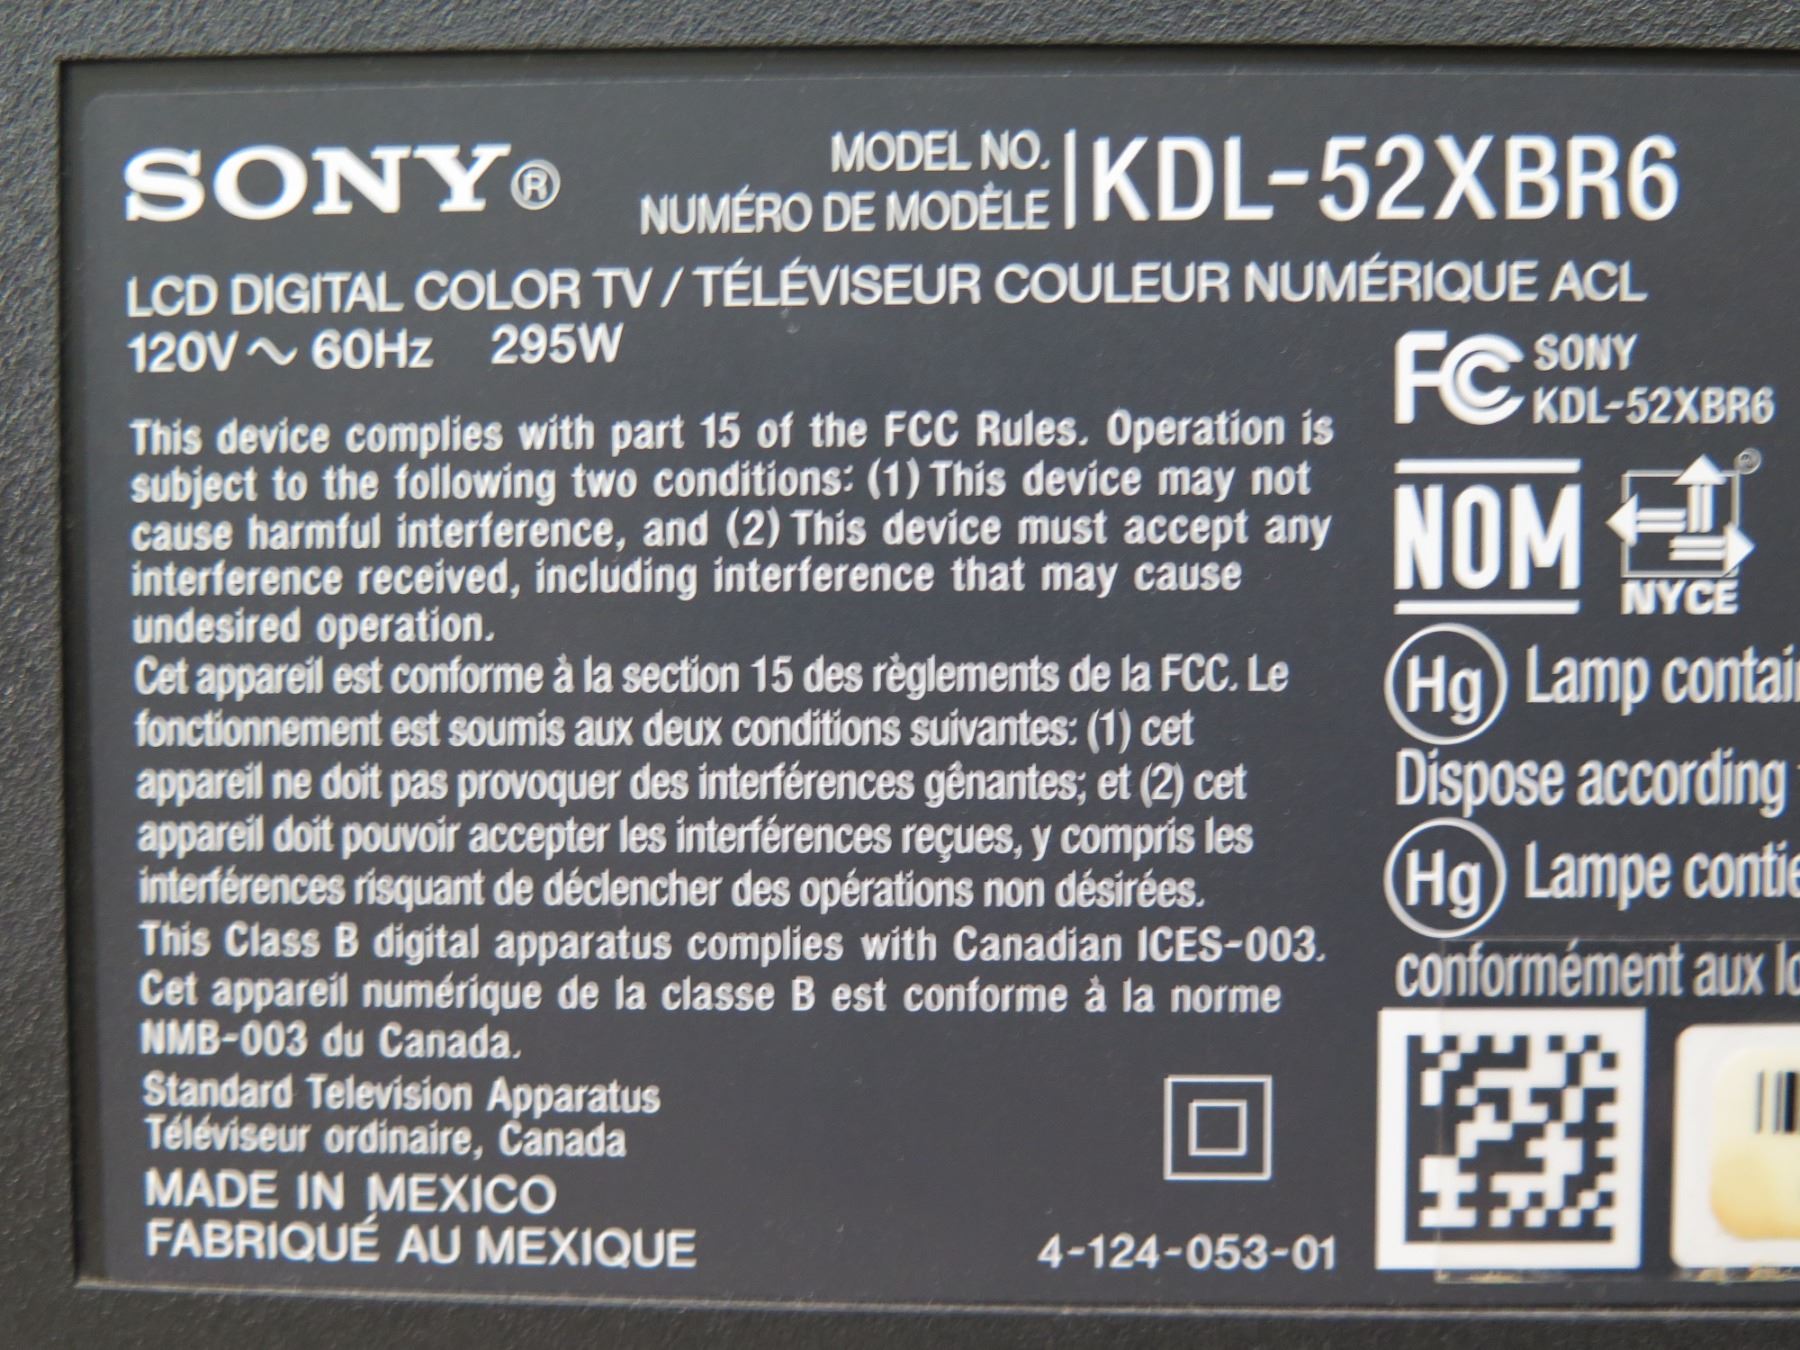 SONY®
MODEL NO.
NUMÉRO DE MODÈLE
KDL-52XBR6
LCD DIGITAL COLOR TV / TÉLÉVISEUR COULEUR NUMÉRIQUE ACL
120V ~ 60Hz 295W
This device complies with part 15 of the FCC Rules. Operation is
subject to the following two conditions: (1) This device may not
cause harmful interference, and (2) This device must accept any
interference received, including interference that may cause
undesired operation.
Cet appareil est conforme à la section 15 des règlements de la FCC. Le
fonctionnement est soumis aux deux conditions suivantes: (1) cet
appareil ne doit pas provoquer des interférences gênantes; et (2) cet
appareil doit pouvoir accepter les interférences reçues, y compris les
interférences risquant de déclencher des opérations non désirées.
This Class B digital apparatus complies with Canadian ICES-003.
Cet appareil numérique de la classe B est conforme à la norme
NMB-003 du Canada.
Standard Television Apparatus
Téléviseur ordinaire, Canada
MADE IN MEXICO
FABRIQUÉ AU MEXIQUE
4-124-053-01
FC SONY
KDL-52XBR6
NOM
NYCE
Hg Lamp contai
Dispose according
Hg Lampe contie
conformément aux lo